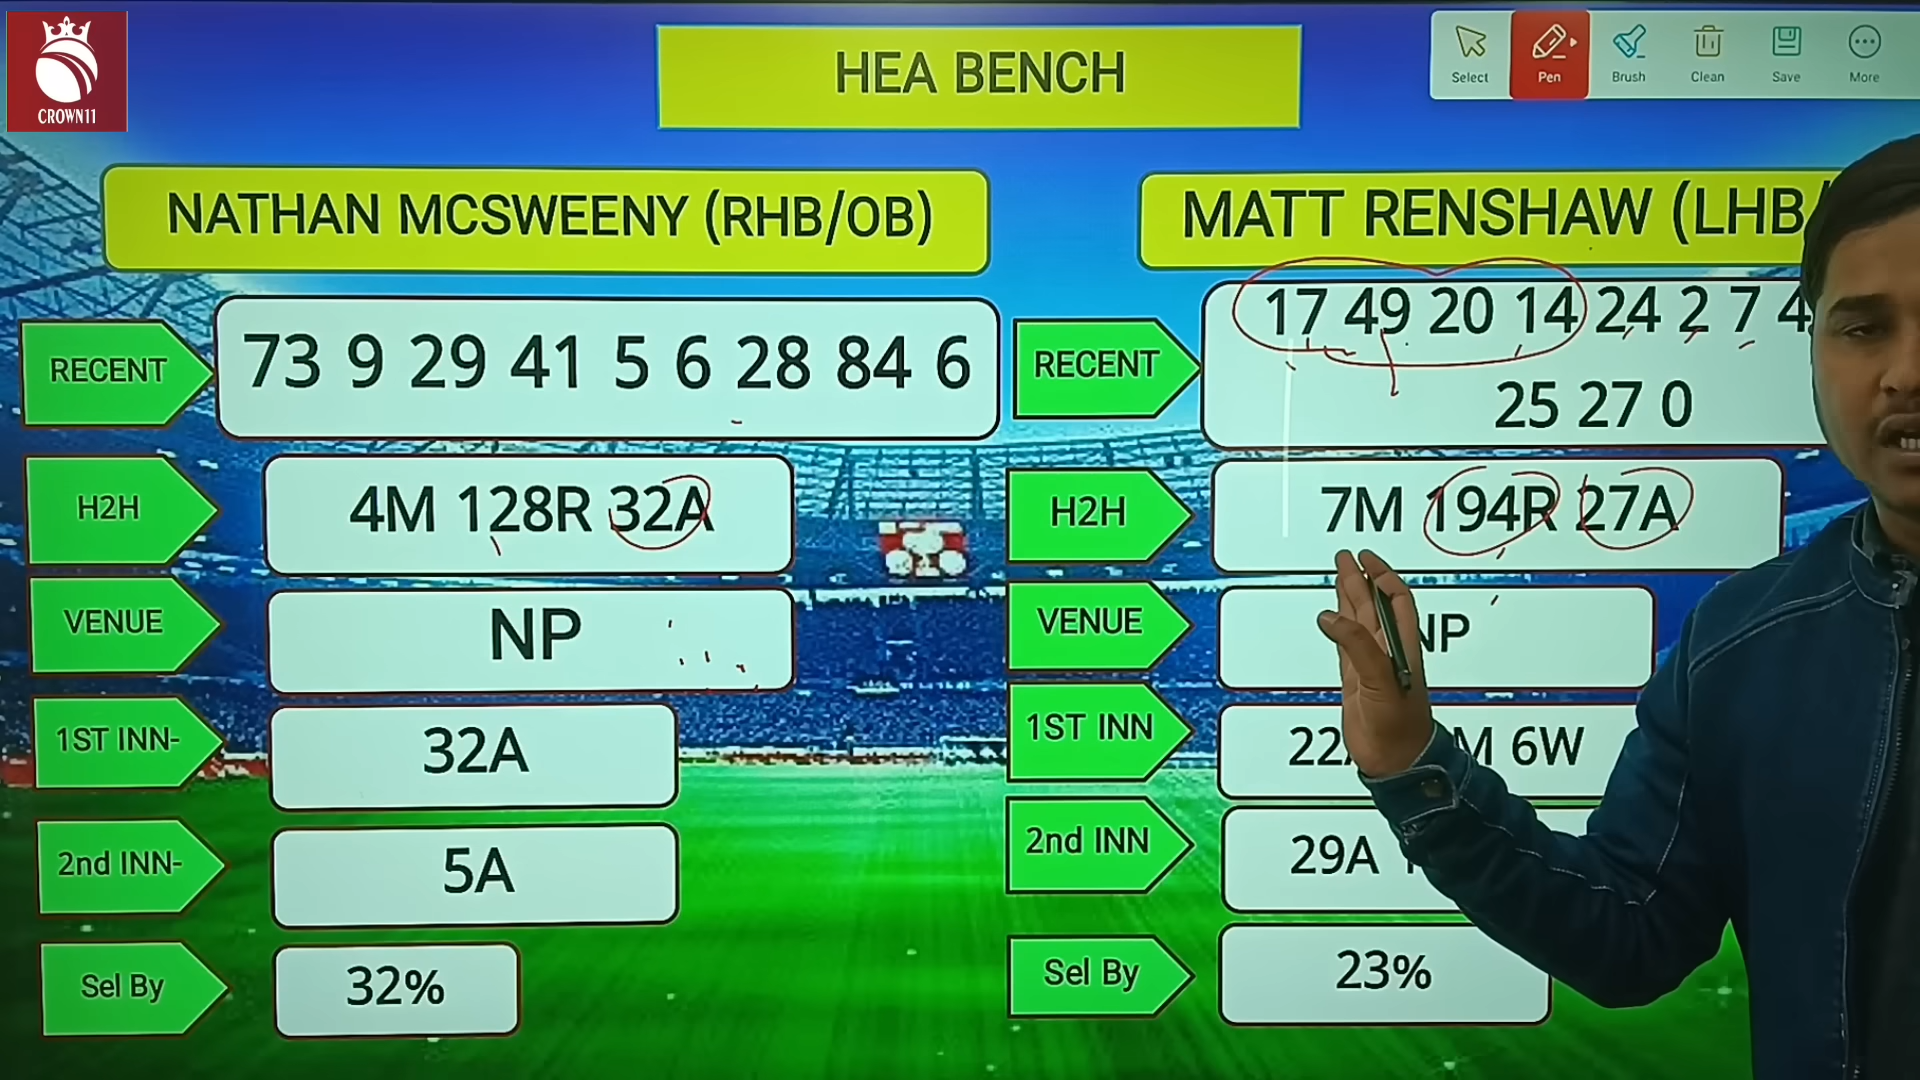 CROWN11
HEA BENCH
Select Pen Brush Clean Save More
NATHAN MCSWEENY (RHB/OB)
RECENT 73 9 29 41 5 6 28 84 6
H2H 4M 128R 32A
VENUE NP
1ST INN- 32A
2nd INN- 5A
Sel By 32%
MATT RENSHAW (LHB/
RECENT 17 49 20 14 24 2 7 4
25 27 0
H2H 7M 194R 27A
VENUE NP
1ST INN 22A M 6W
2nd INN 29A
Sel By 23%